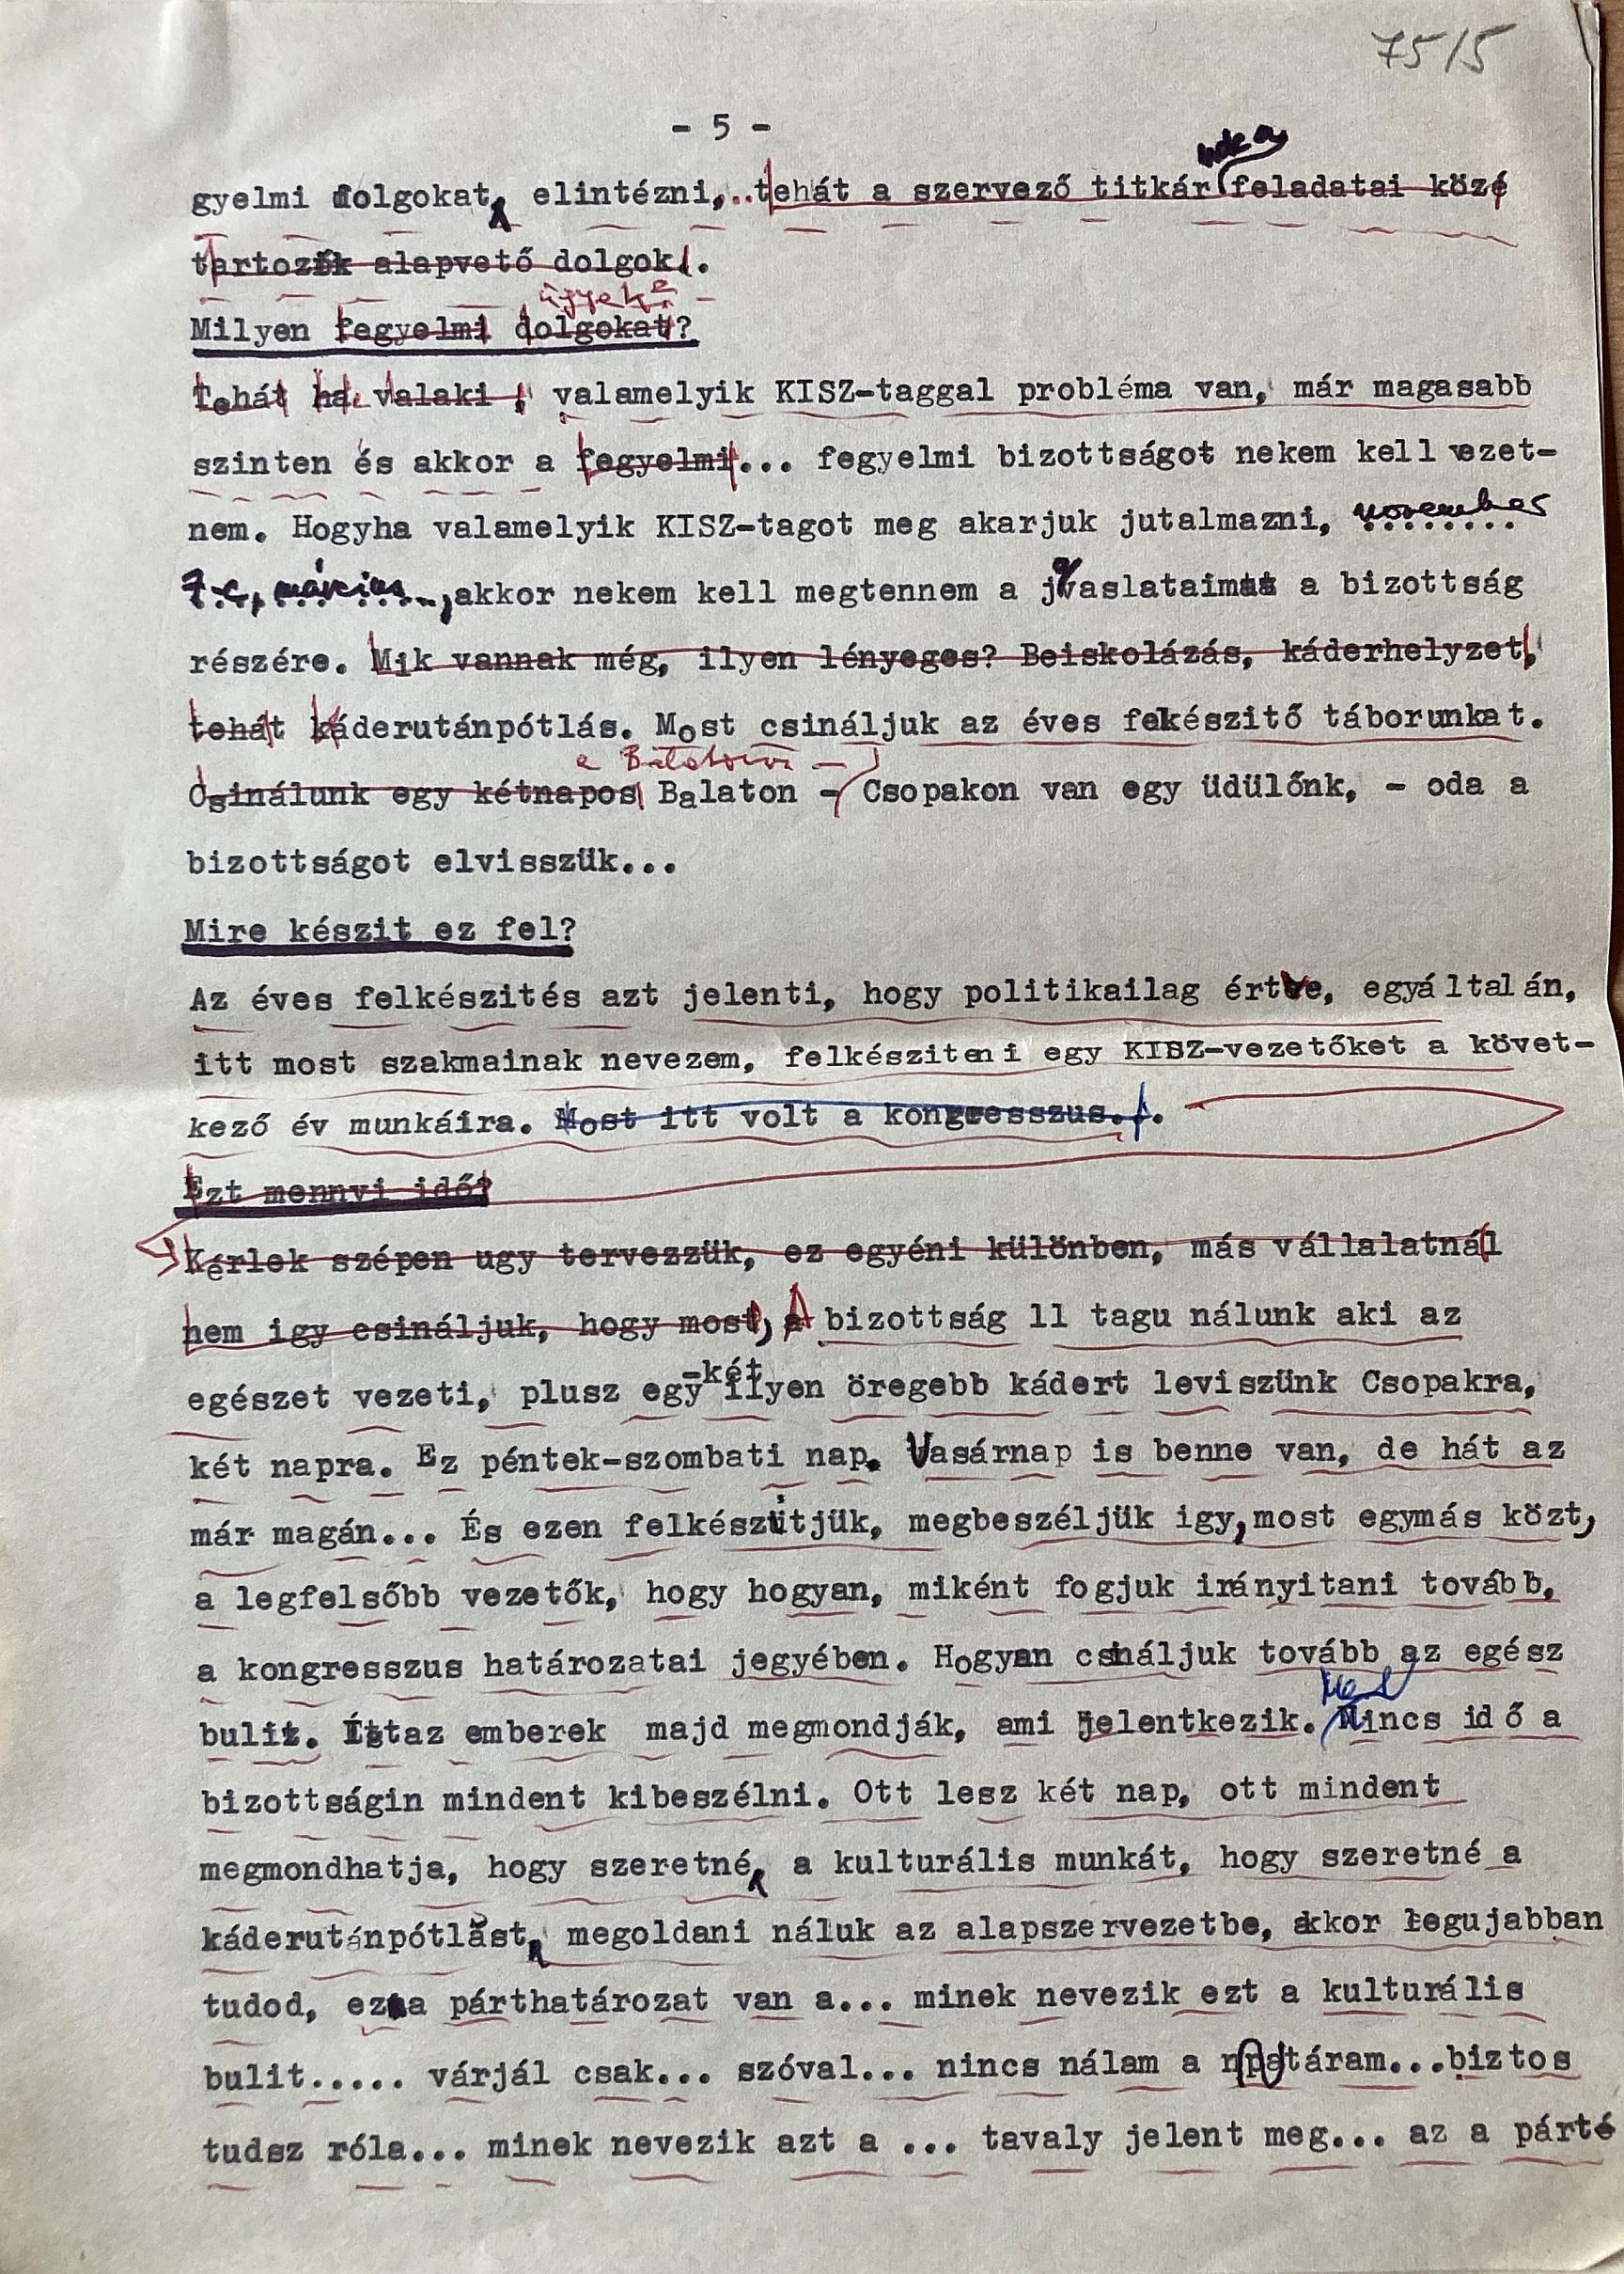 75/5
- 5 -
gyelmi dolgokat, elintézni,..tehát a szervező titkár feladatai közé
tartozik alapvető dolgok.
ügyeke
Milyen fegyelmi dolgokat?
Tehát ha valaki, valamelyik KISZ-taggal probléma van, már magasabb
szinten és akkor a fegyelmi... fegyelmi bizottságot nekem kell vezet-
nem. Hogyha valamelyik KISZ-tagot meg akarjuk jutalmazni, november
7-e, március..,akkor nekem kell megtennem a javaslataimat a bizottság
részére. Mik vannak még, ilyen lényeges? Beiskolázás, káderhelyzet,
tehát káderutánpótlás. Most csináljuk az éves felkészitő táborunkat.
a Balatoni -
Csinálunk egy kétnapos Balaton - Csopakon van egy üdülőnk, - oda a
bizottságot elvisszük...
Mire készit ez fel?
Az éves felkészités azt jelenti, hogy politikailag értve, egyáltalán,
itt most szakmainak nevezem, felkésziteni egy KISZ-vezetőket a követ-
kező év munkáira. Most itt volt a kongresszus..
Ezt mennyi idő?
Kérlek szépen ugy tervezzük, ez egyéni különben, más vállalatnál
nem igy csináljuk, hogy most, A bizottság 11 tagu nálunk aki az
egészet vezeti, plusz egy-két ilyen öregebb kádert leviszünk Csopakra,
két napra. Ez péntek-szombati nap. Vasárnap is benne van, de hát az
már magán... És ezen felkészitjük, megbeszéljük igy,most egymás közt,
a legfelsőbb vezetők, hogy hogyan, miként fogjuk irányitani tovább,
a kongresszus határozatai jegyében. Hogyan csináljuk tovább az egész
bulit. Itt az emberek majd megmondják, ami jelentkezik. Nincs idő a
bizottságin mindent kibeszélni. Ott lesz két nap, ott mindent
megmondhatja, hogy szeretné, a kulturális munkát, hogy szeretné a
káderutánpótlást, megoldani náluk az alapszervezetbe, akkor legujabban
tudod, ez a párthatározat van a... minek nevezik ezt a kulturális
bulit..... várjál csak... szóval... nincs nálam a naptáram...biztos
tudsz róla... minek nevezik azt a ... tavaly jelent meg... az a párté